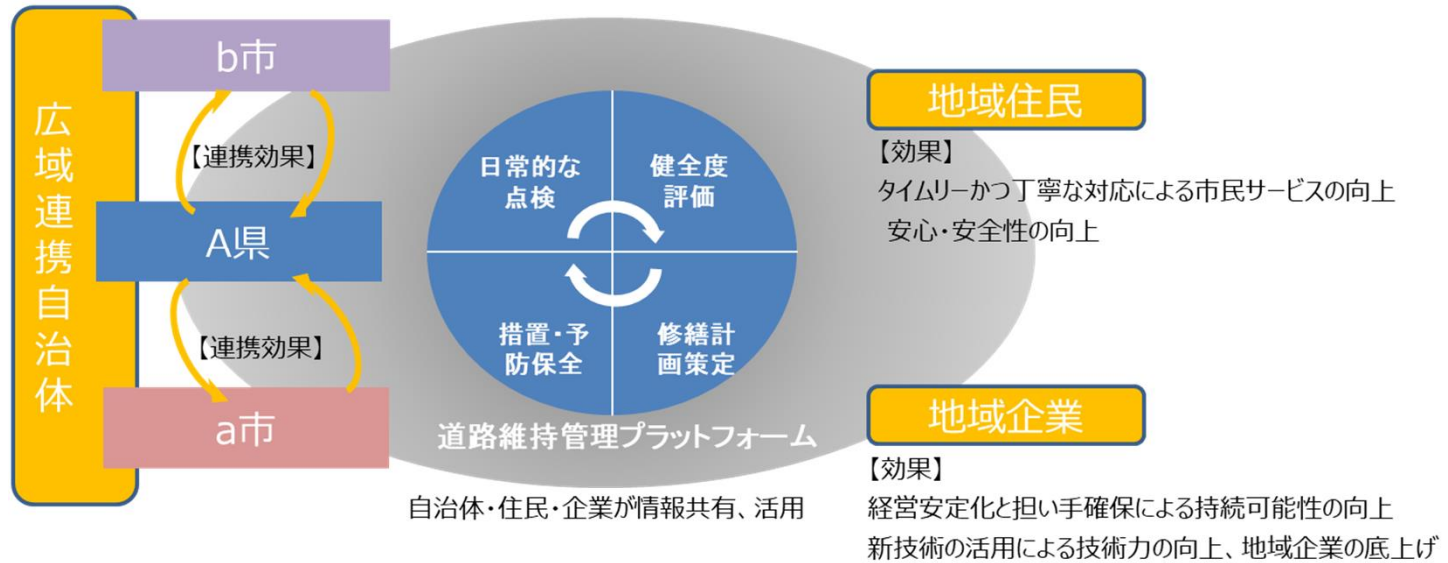 広域連携自治体
b市
【連携効果】
A県
【連携効果】
a市
日常的な
点検
健全度
評価
措置・予
防保全
修繕計
画策定
道路維持管理プラットフォーム
自治体・住民・企業が情報共有、活用
地域住民
【効果】
タイムリーかつ丁寧な対応による市民サービスの向上
安心・安全性の向上
地域企業
【効果】
経営安定化と担い手確保による持続可能性の向上
新技術の活用による技術力の向上、地域企業の底上げ